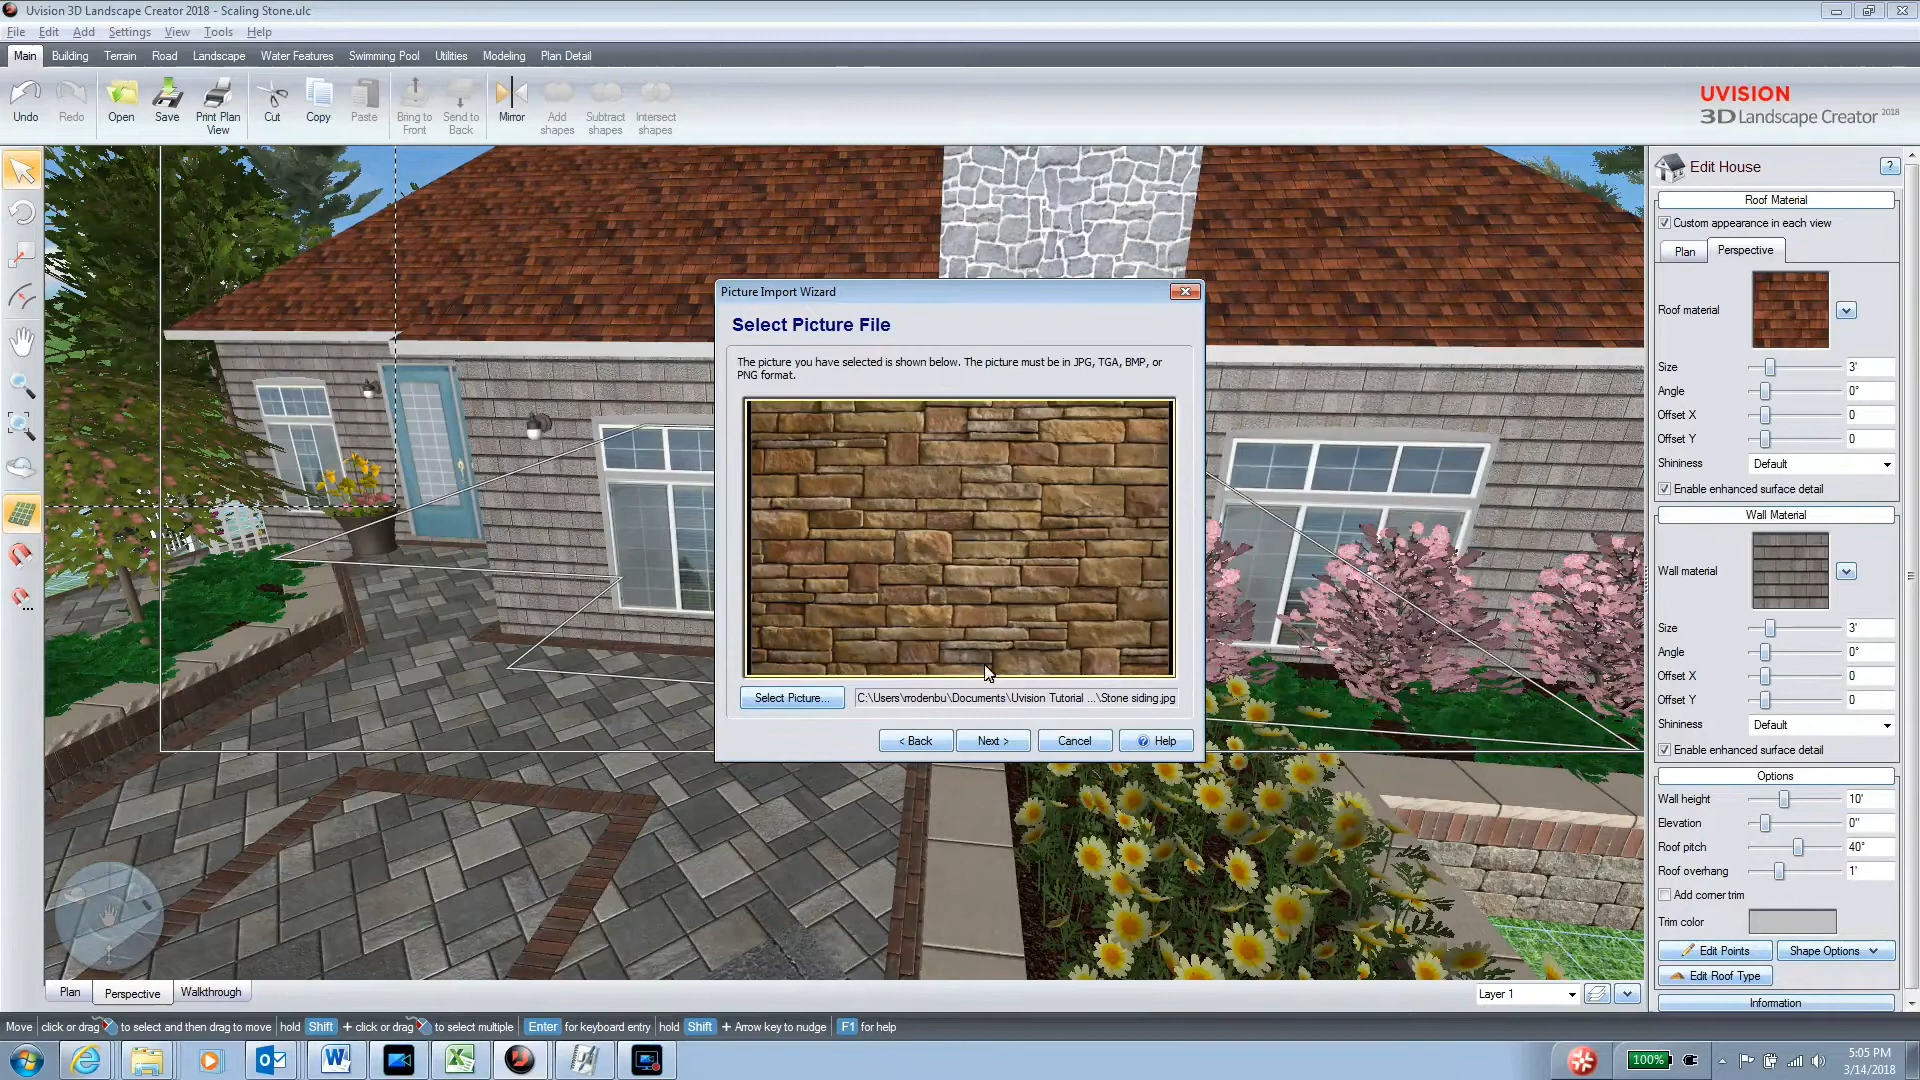 Uvision 3D Landscape Creator 2018 - Scaling Stone.ulc
File Edit Add Settings View Tools Help
Main Building Terrain Road Landscape Water Features Swimming Pool Utilities Modeling Plan Detail
Undo Redo Open Save Print Plan View Cut Copy Paste Bring to Front Send to Back Mirror Add shapes Subtract shapes Intersect shapes
UVISION
3D Landscape Creator 2018
Edit House ?
Roof Material
Custom appearance in each view
Plan Perspective
Roof material
Size 3'
Angle 0°
Offset X 0
Offset Y 0
Shininess Default
Enable enhanced surface detail
Wall Material
Wall material
Size 3'
Angle 0°
Offset X 0
Offset Y 0
Shininess Default
Enable enhanced surface detail
Options
Wall height 10'
Elevation 0"
Roof pitch 40°
Roof overhang 1'
Add corner trim
Trim color
Edit Points Shape Options
Edit Roof Type
Information
Picture Import Wizard
Select Picture File
The picture you have selected is shown below. The picture must be in JPG, TGA, BMP, or
PNG format.
Select Picture... C:\Users\rrodenbu\Documents\Uvision Tutorial ...\Stone siding.jpg
< Back Next > Cancel Help
Plan Perspective Walkthrough Layer 1
Move click or drag to select and then drag to move hold Shift + click or drag to select multiple Enter for keyboard entry hold Shift + Arrow key to nudge F1 for help
100% 5:05 PM
3/14/2018